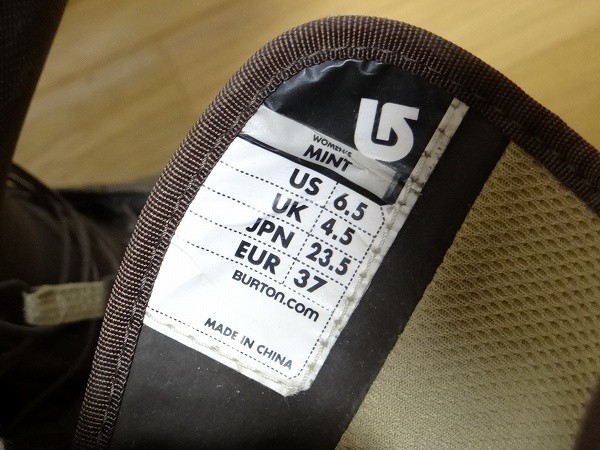 WOMEN'S
MINT
US 6.5
UK 4.5
JPN 23.5
EUR 37
BURTON.com
MADE IN CHINA